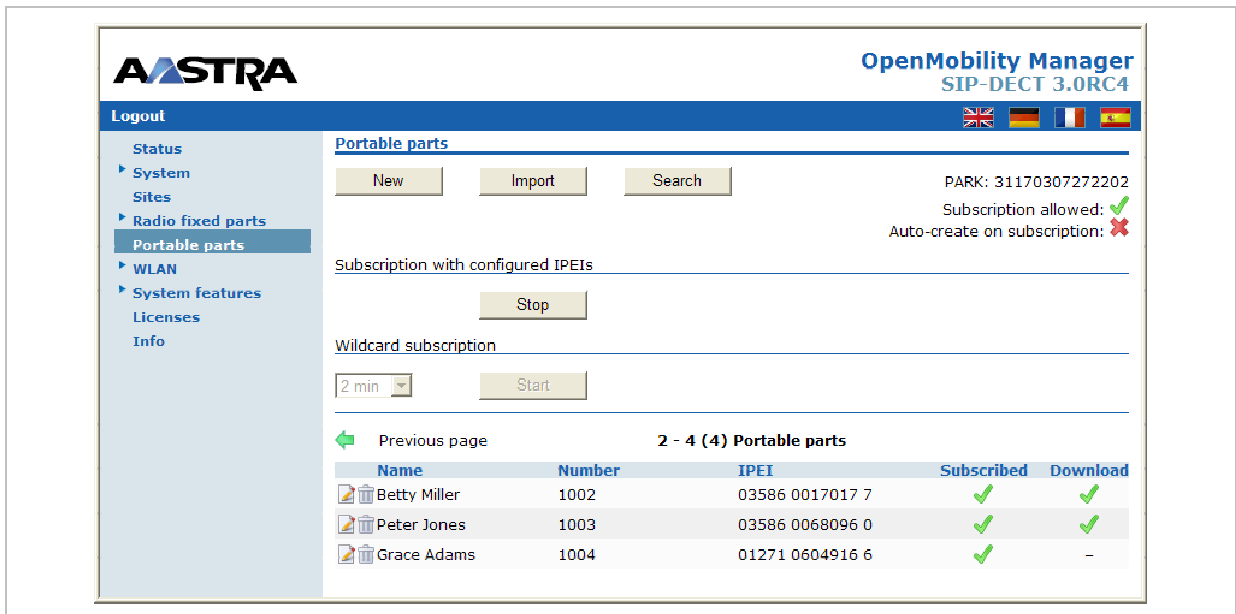 AASTRA
OpenMobility Manager
SIP-DECT 3.0RC4
Logout
Status
System
Sites
Radio fixed parts
Portable parts
WLAN
System features
Licenses
Info
Portable parts
New Import Search
PARK: 31170307272202
Subscription allowed:
Auto-create on subscription:
Subscription with configured IPEIs
Stop
Wildcard subscription
2 min Start
Previous page 2 - 4 (4) Portable parts
Name Number IPEI Subscribed Download
Betty Miller 1002 03586 0017017 7
Peter Jones 1003 03586 0068096 0
Grace Adams 1004 01271 0604916 6 –